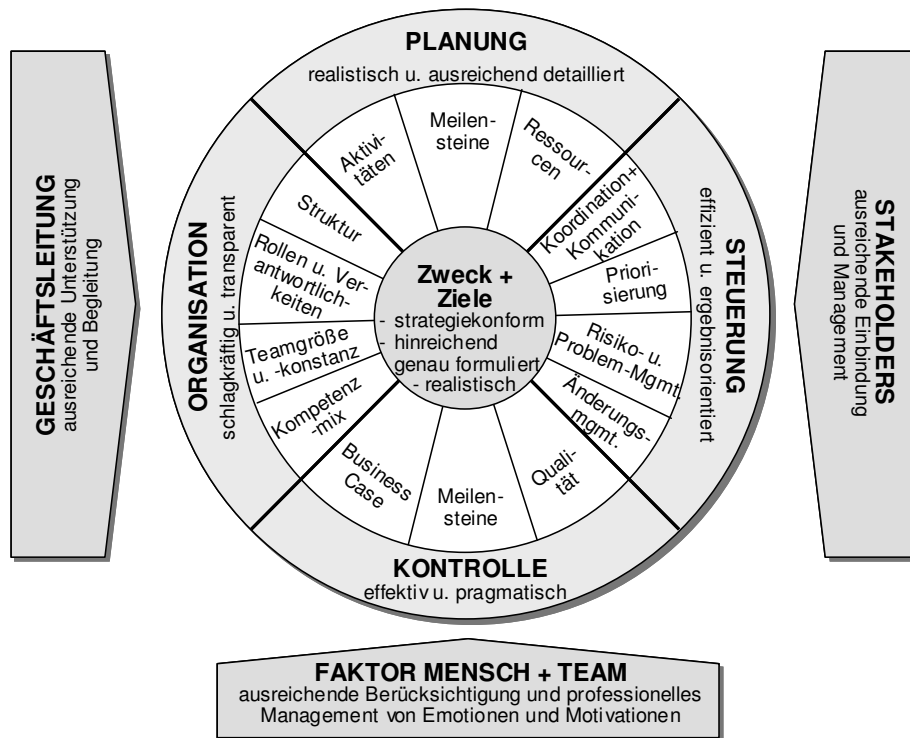 PLANUNG
realistisch u. ausreichend detailliert
Aktivi-
täten
Meilen-
steine
Ressour-
cen
GESCHÄFTSLEITUNG
ausreichende Unterstützung
und Begleitung
ORGANISATION
schlagkräftig u. transparent
Struktur
Rollen u. Ver-
antwortlich-
keiten
Teamgröße
u. -konstanz
Kompetenz
-mix
Zweck +
Ziele
- strategiekonform
- hinreichend
genau formuliert
- realistisch
Koordination+
Kommuni-
kation
Priori-
sierung
Risiko- u.
Problem-Mgmt.
Änderungs-
mgmt.
STEUERUNG
effizient u. ergebnisorientiert
STAKEHOLDERS
ausreichende Einbindung
und Management
Business
Case
Meilen-
steine
Quali-
tät
KONTROLLE
effektiv u. pragmatisch
FAKTOR MENSCH + TEAM
ausreichende Berücksichtigung und professionelles
Management von Emotionen und Motivationen